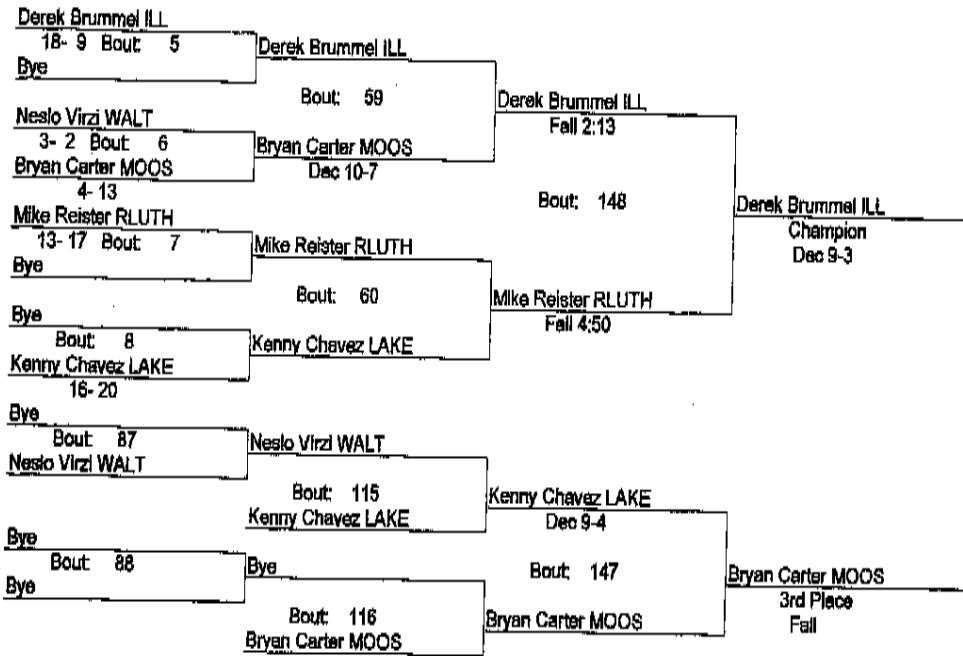 Derek Brummel ILL
18- 9 Bout: 5
Bye
Derek Brummel ILL
Bout: 59
Neslo Virzi WALT
3- 2 Bout: 6
Bryan Carter MOOS
4- 13
Bryan Carter MOOS
Dec 10-7
Derek Brummel ILL
Fall 2:13
Bout: 148
Mike Reister RLUTH
13- 17 Bout: 7
Bye
Mike Reister RLUTH
Bout: 60
Bye
Bout: 8
Kenny Chavez LAKE
16- 20
Kenny Chavez LAKE
Mike Reister RLUTH
Fall 4:50
Derek Brummel ILL
Champion
Dec 9-3
Bye
Bout: 87
Neslo Virzi WALT
Neslo Virzi WALT
Bout: 115
Kenny Chavez LAKE
Kenny Chavez LAKE
Dec 9-4
Bye
Bout: 88
Bye
Bye
Bout: 116
Bryan Carter MOOS
Bout: 147
Bryan Carter MOOS
Bryan Carter MOOS
3rd Place
Fall